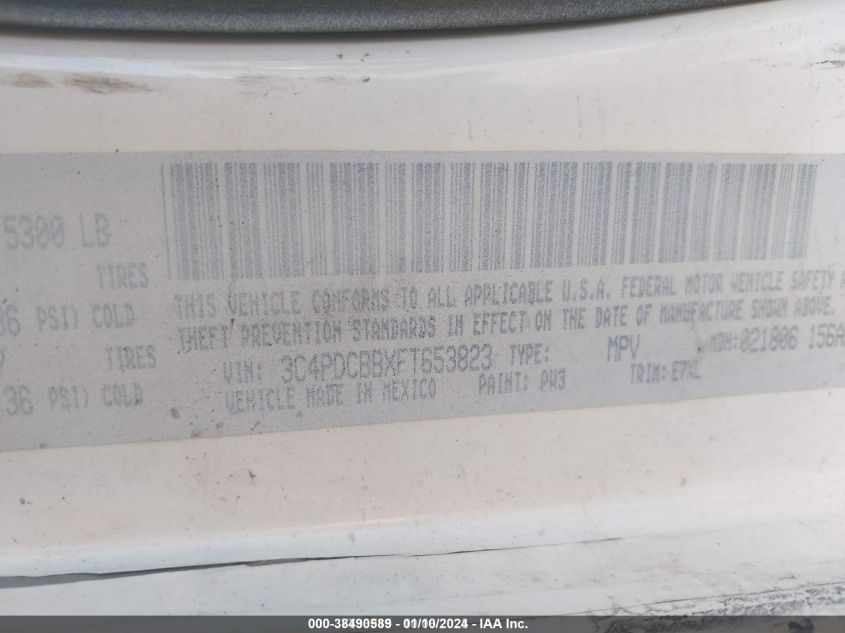 5300 LB
TIRES
36 PSI) COLD
TIRES
36 PSI) COLD
THIS VEHICLE CONFORMS TO ALL APPLICABLE U.S.A. FEDERAL MOTOR VEHICLE SAFETY
THEFT PREVENTION STANDARDS IN EFFECT ON THE DATE OF MANUFACTURE SHOWN ABOVE.
VIN: 3C4PDCBBXFT653823 TYPE: MPV MDH: 021806 156A
VEHICLE MADE IN MEXICO PAINT: PW3 TRIM: E7XL
000-38490589 - 01/10/2024 - IAA Inc.